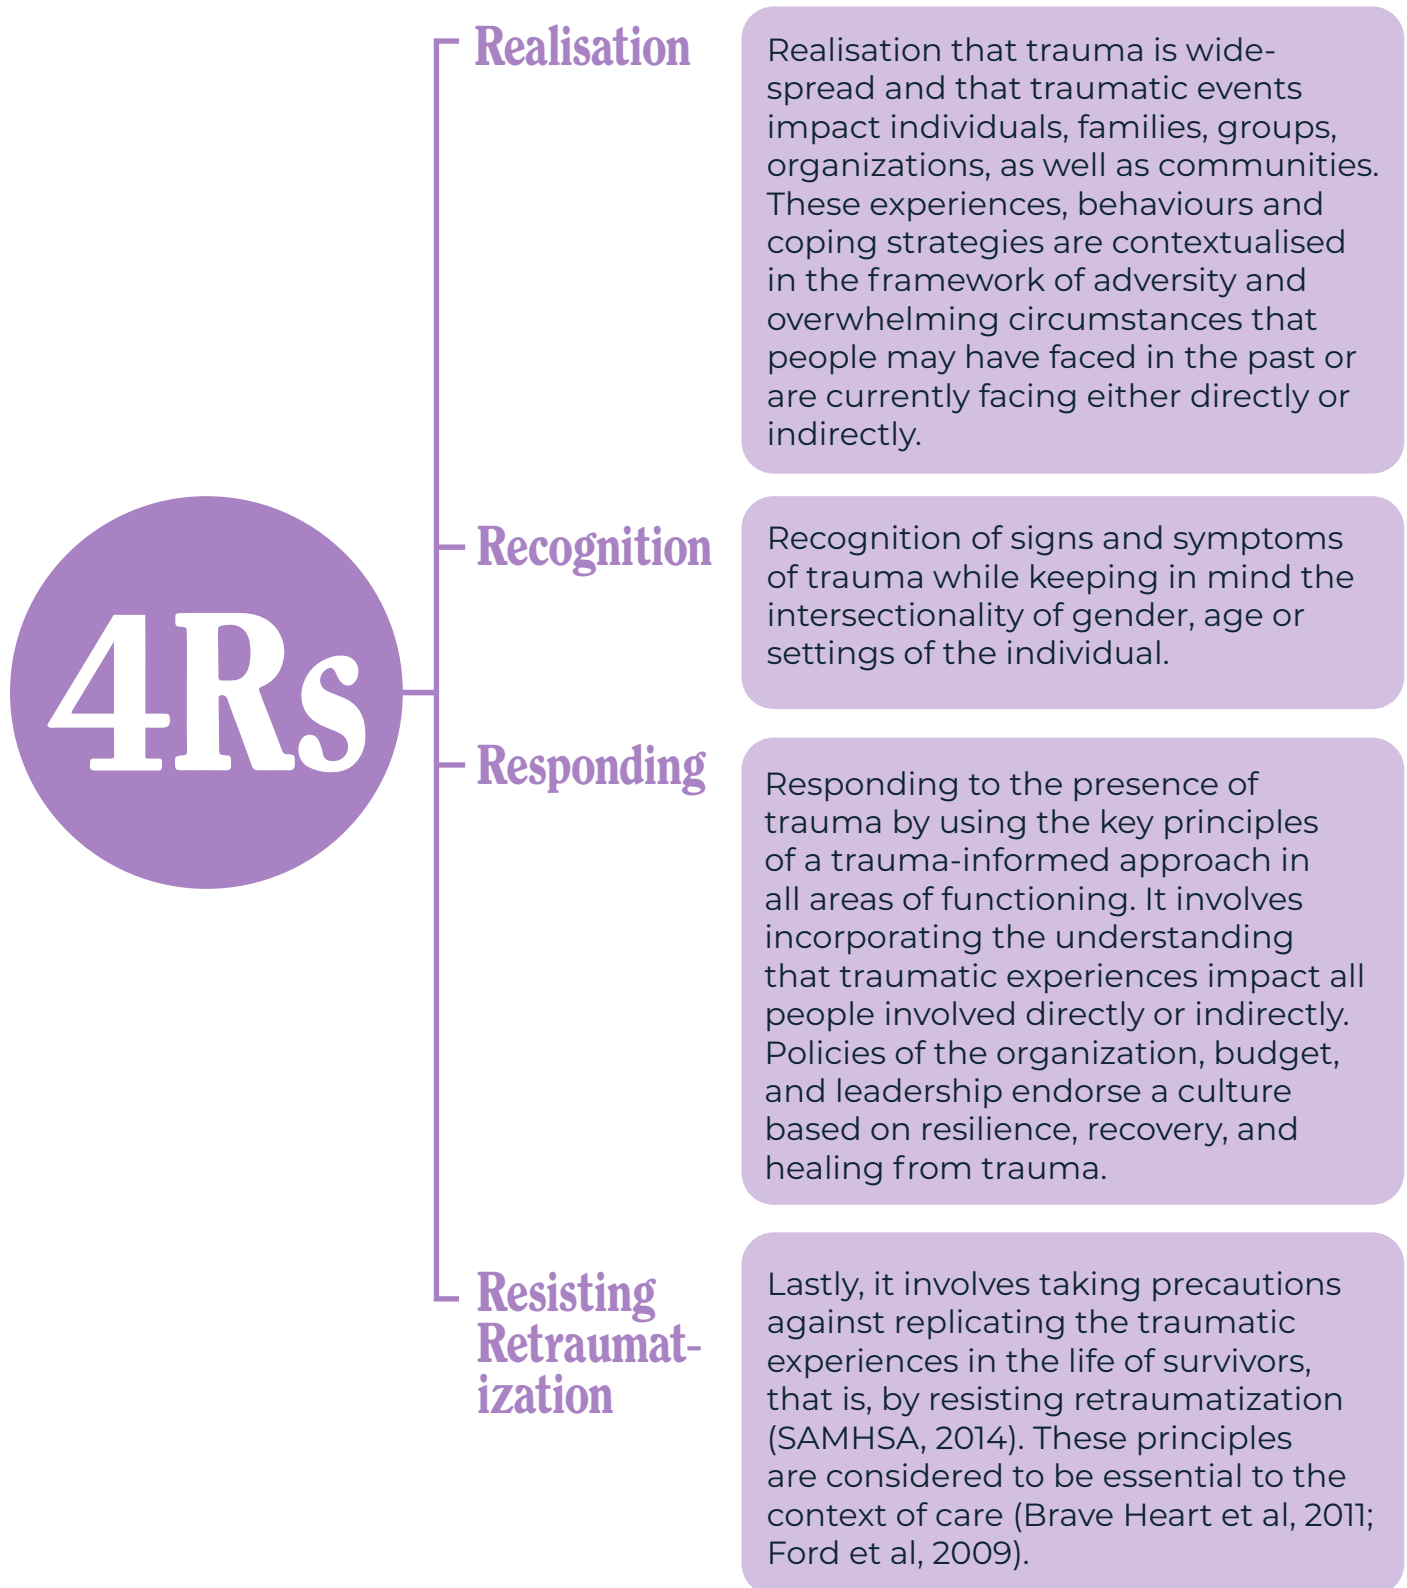 4Rs
Realisation
Realisation that trauma is wide-
spread and that traumatic events
impact individuals, families, groups,
organizations, as well as communities.
These experiences, behaviours and
coping strategies are contextualised
in the framework of adversity and
overwhelming circumstances that
people may have faced in the past or
are currently facing either directly or
indirectly.
Recognition
Recognition of signs and symptoms
of trauma while keeping in mind the
intersectionality of gender, age or
settings of the individual.
Responding
Responding to the presence of
trauma by using the key principles
of a trauma-informed approach in
all areas of functioning. It involves
incorporating the understanding
that traumatic experiences impact all
people involved directly or indirectly.
Policies of the organization, budget,
and leadership endorse a culture
based on resilience, recovery, and
healing from trauma.
Resisting
Retraumat-
ization
Lastly, it involves taking precautions
against replicating the traumatic
experiences in the life of survivors,
that is, by resisting retraumatization
(SAMHSA, 2014). These principles
are considered to be essential to the
context of care (Brave Heart et al, 2011;
Ford et al, 2009).